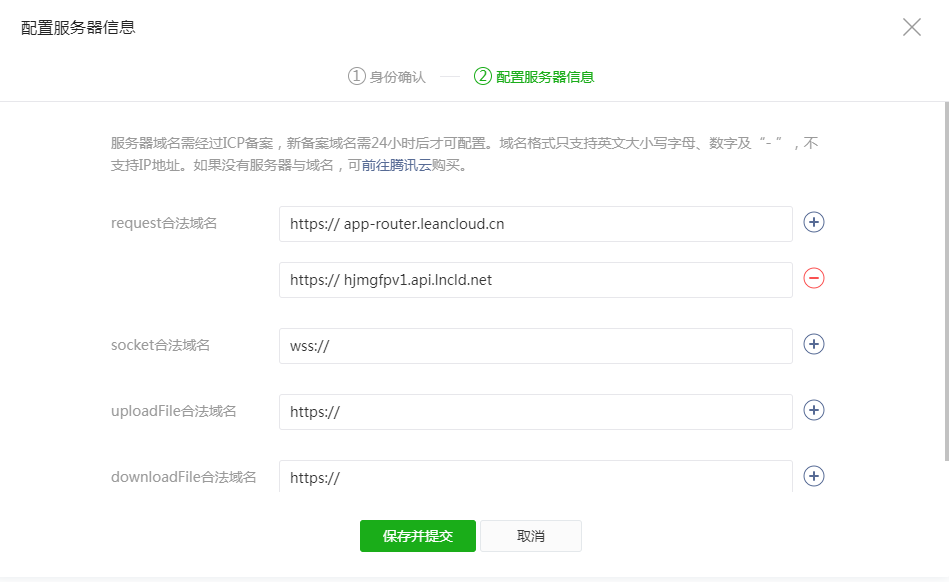 配置服务器信息
① 身份确认 ② 配置服务器信息
服务器域名需经过ICP备案，新备案域名需24小时后才可配置。域名格式只支持英文大小写字母、数字及“- ”，不
支持IP地址。如果没有服务器与域名，可前往腾讯云购买。
request合法域名 https:// app-router.leancloud.cn
https:// hjmgfpv1.api.lncld.net
socket合法域名 wss://
uploadFile合法域名 https://
downloadFile合法域名 https://
保存并提交 取消